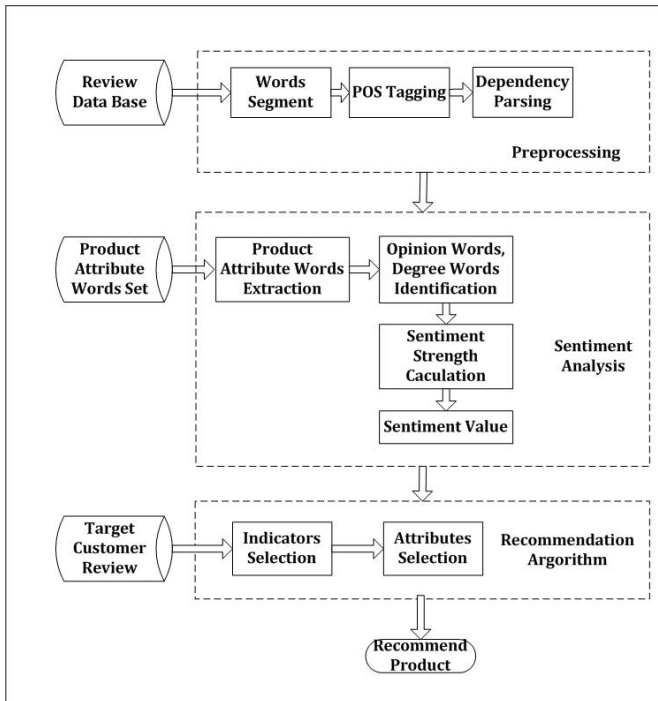 Review
Data Base
Words
Segment
POS Tagging
Dependency
Parsing
Preprocessing
Product
Attribute
Words Set
Product
Attribute Words
Extraction
Opinion Words,
Degree Words
Identification
Sentiment
Strength
Caculation
Sentiment Value
Sentiment
Analysis
Target
Customer
Review
Indicators
Selection
Attributes
Selection
Recommendation
Argorithm
Recommend
Product